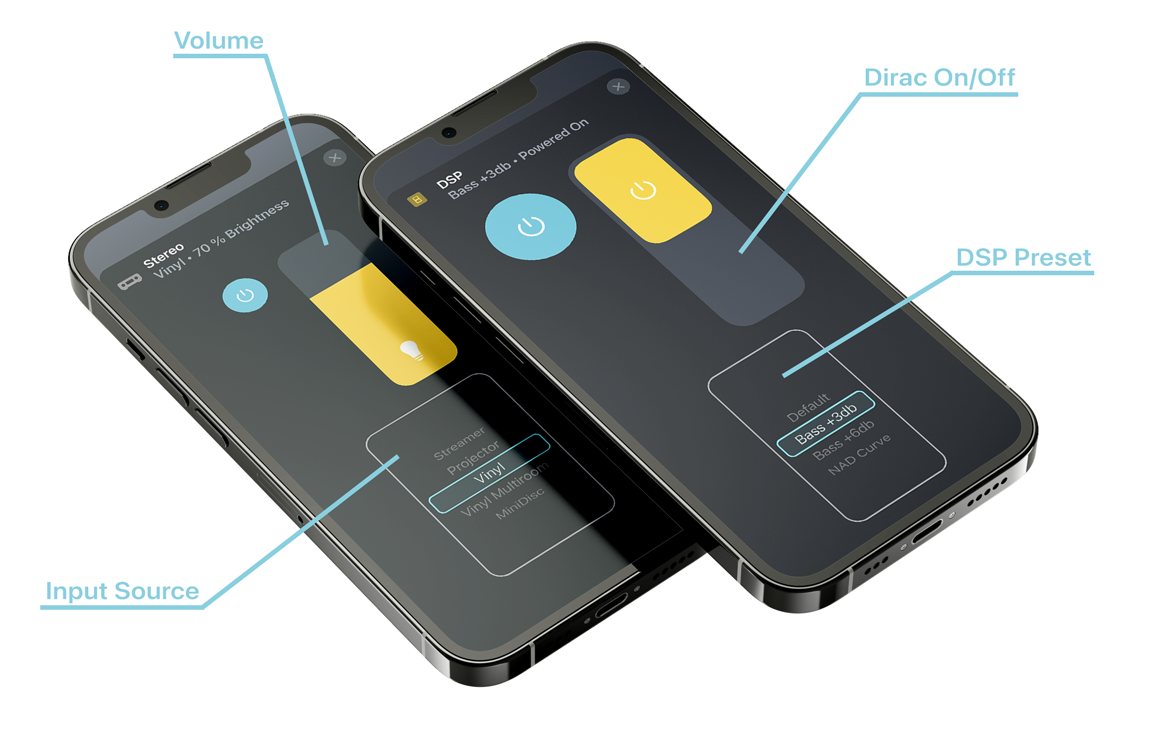 Volume
Dirac On/Off
DSP
Bass +3db • Powered On
Stereo
Vinyl • 70 % Brightness
DSP Preset
Default
Bass +3db
Bass +6db
NAD Curve
Streamer
Projector
Vinyl
Vinyl Multiroom
MiniDisc
Input Source